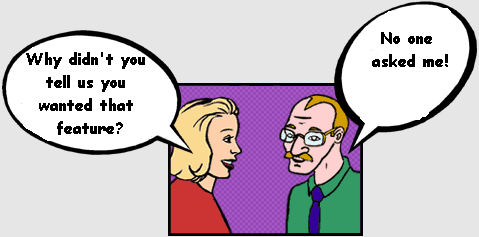 Why didn't you
tell us you
wanted that
feature?
No one
asked me!